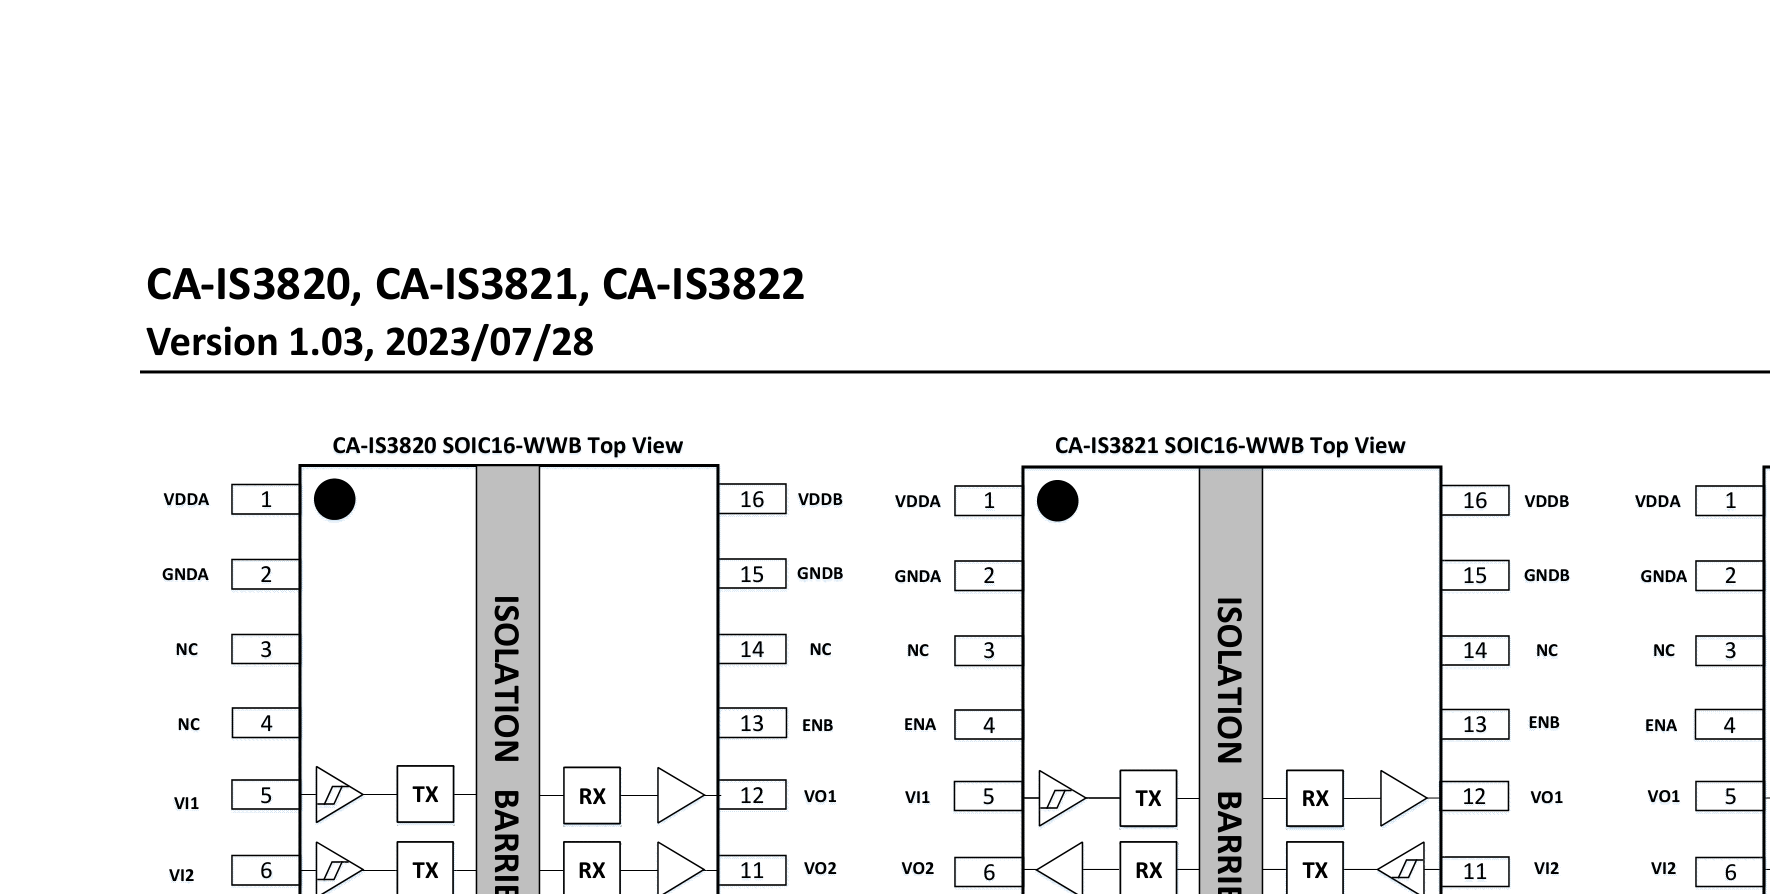 CA-IS3820, CA-IS3821, CA-IS3822
Version 1.03, 2023/07/28
CA-IS3820 SOIC16-WWB Top View
VDDA 1 16 VDDB
GNDA 2 15 GNDB
NC 3 14 NC
NC 4 13 ENB
VI1 5 TX RX 12 VO1
VI2 6 TX RX 11 VO2
ISOLATION
CA-IS3821 SOIC16-WWB Top View
VDDA 1 16 VDDB
GNDA 2 15 GNDB
NC 3 14 NC
ENA 4 13 ENB
VI1 5 TX RX 12 VO1
VO2 6 RX TX 11 VI2
ISOLATION
VDDA 1
GNDA 2
NC 3
ENA 4
VO1 5
VI2 6